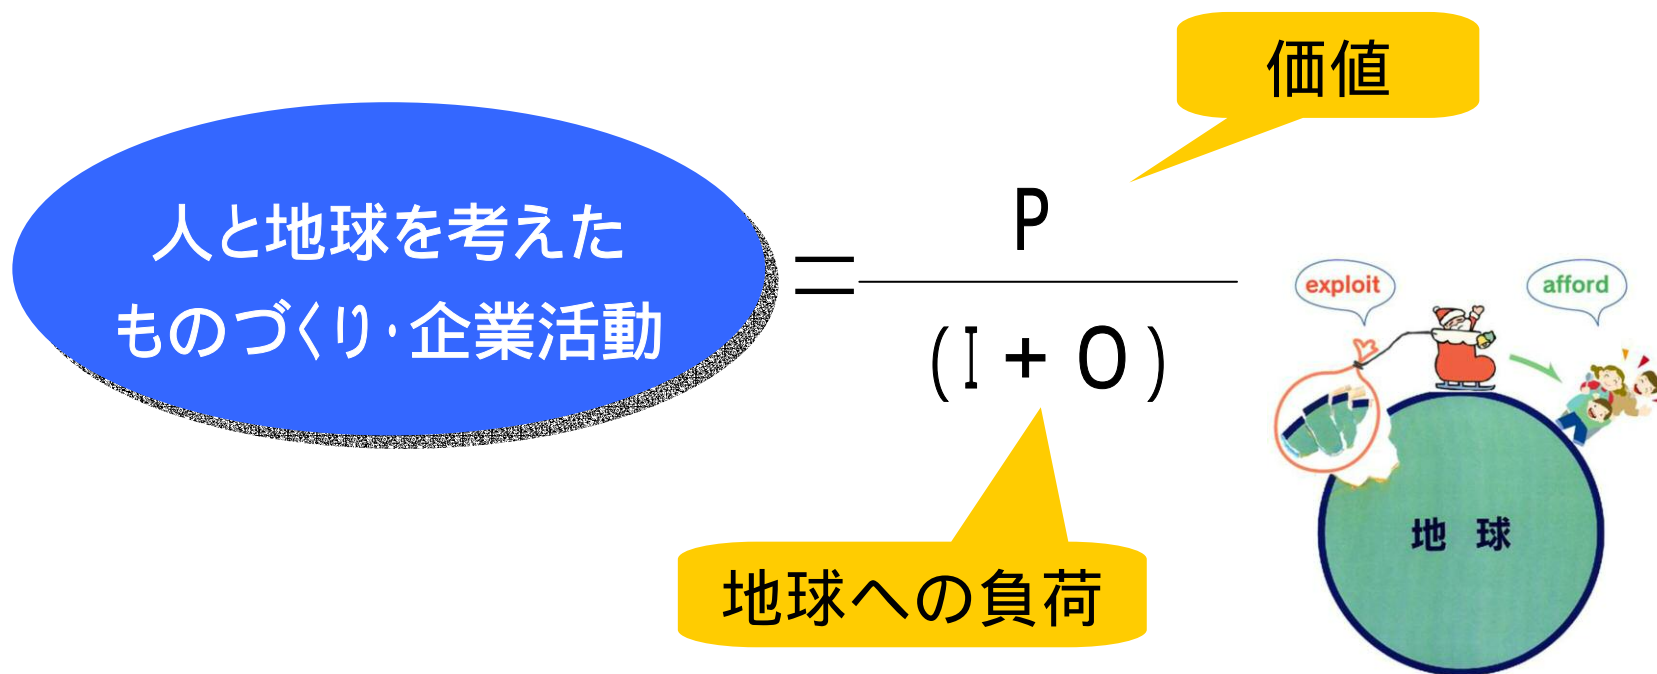 価値
人と地球を考えた
ものづくり･企業活動
＝
P
(I + O)
exploit
afford
地球
地球への負荷